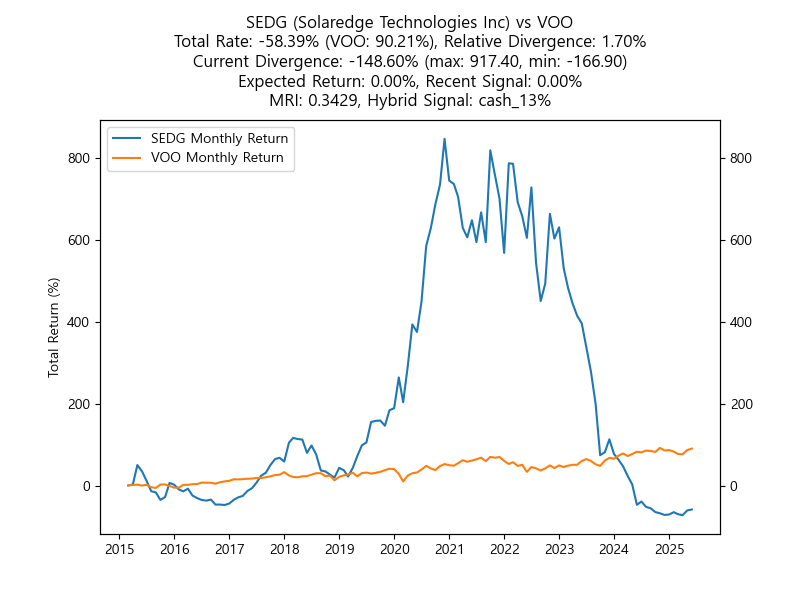 SEDG (Solaredge Technologies Inc) vs VOO
Total Rate: -58.39% (VOO: 90.21%), Relative Divergence: 1.70%
Current Divergence: -148.60% (max: 917.40, min: -166.90)
Expected Return: 0.00%, Recent Signal: 0.00%
MRI: 0.3429, Hybrid Signal: cash_13%
SEDG Monthly Return
VOO Monthly Return
Total Return (%)
800
600
400
200
0
800
600
400
200
0
2015 2016 2017 2018 2019 2020 2021 2022 2023 2024 2025